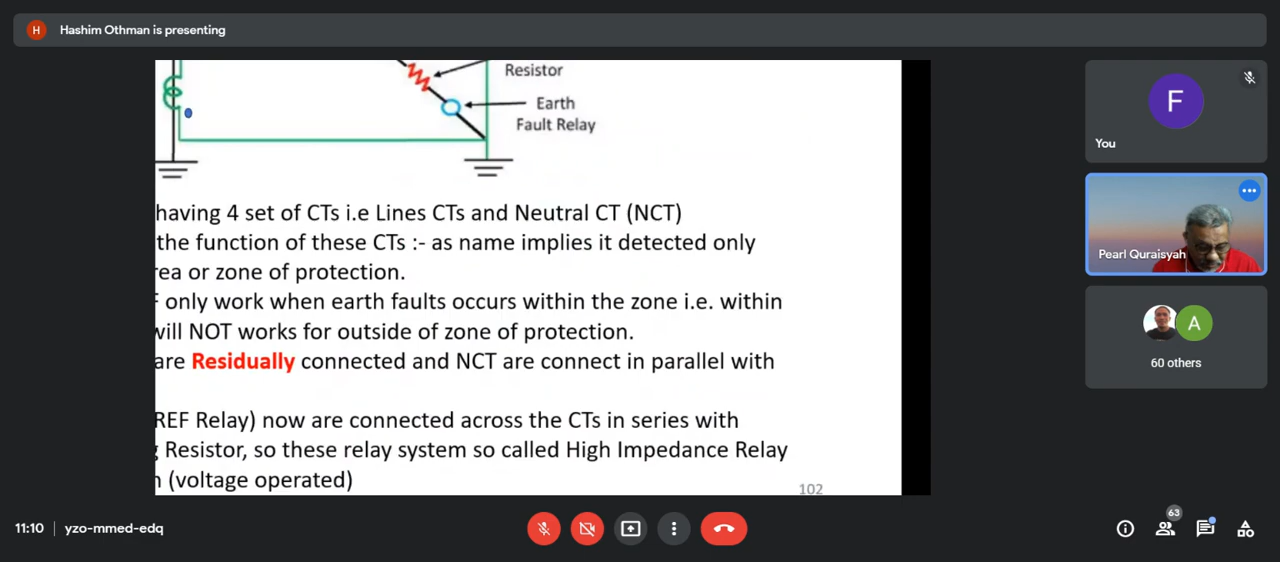 H
Hashim Othman is presenting
Resistor
Earth
Fault Relay
having 4 set of CTs i.e Lines CTs and Neutral CT (NCT)
the function of these CTs :- as name implies it detected only
rea or zone of protection.
only work when earth faults occurs within the zone i.e. within
will NOT works for outside of zone of protection.
are Residually connected and NCT are connect in parallel with
REF Relay) now are connected across the CTs in series with
Resistor, so these relay system so called High Impedance Relay
(voltage operated)
102
F
You
Pearl Quraisyah
A
60 others
11:10
yzo-mmed-edq
63